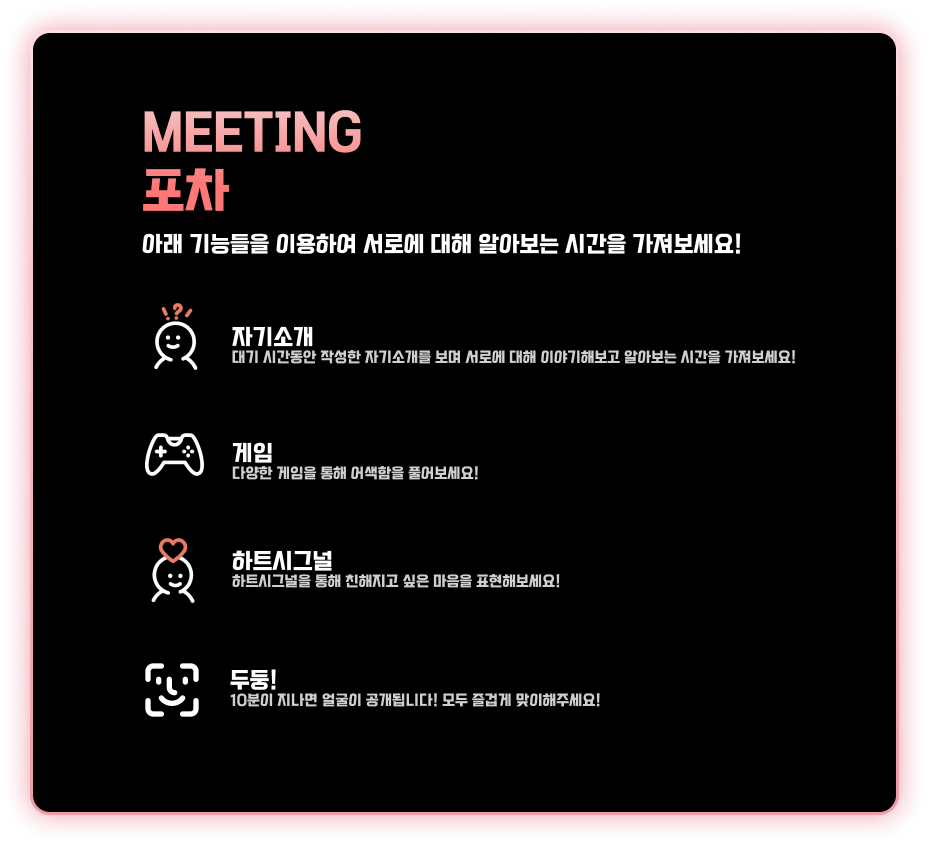 MEETING
포차
아래 기능들을 이용하여 서로에 대해 알아보는 시간을 가져보세요!
자기소개
대기 시간동안 작성한 자기소개를 보며 서로에 대해 이야기해보고 알아보는 시간을 가져보세요!
게임
다양한 게임을 통해 어색함을 풀어보세요!
하트시그널
하트시그널을 통해 친해지고 싶은 마음을 표현해보세요!
두둥!
10분이 지나면 얼굴이 공개됩니다! 모두 즐겁게 맞이해주세요!